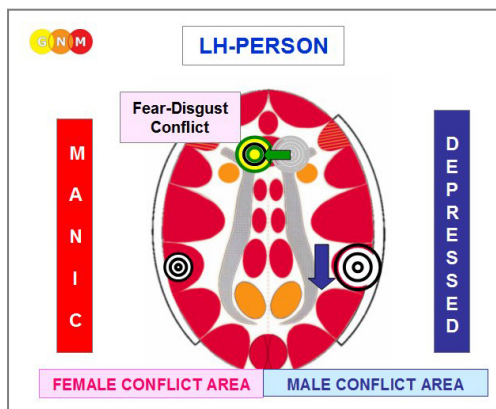 GNM
LH-PERSON
Fear-Disgust
Conflict
M
A
N
I
C
D
E
P
R
E
S
S
E
D
FEMALE CONFLICT AREA
MALE CONFLICT AREA